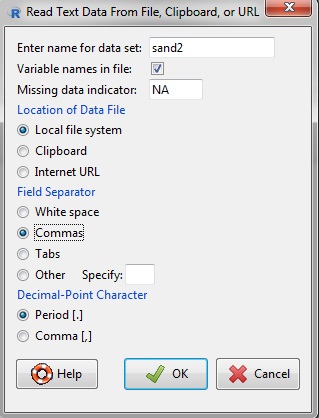 Read Text Data From File, Clipboard, or URL
Enter name for data set: sand2
Variable names in file:
Missing data indicator: NA
Location of Data File
Local file system
Clipboard
Internet URL
Field Separator
White space
Commas
Tabs
Other Specify:
Decimal-Point Character
Period [.]
Comma [,]
Help OK Cancel